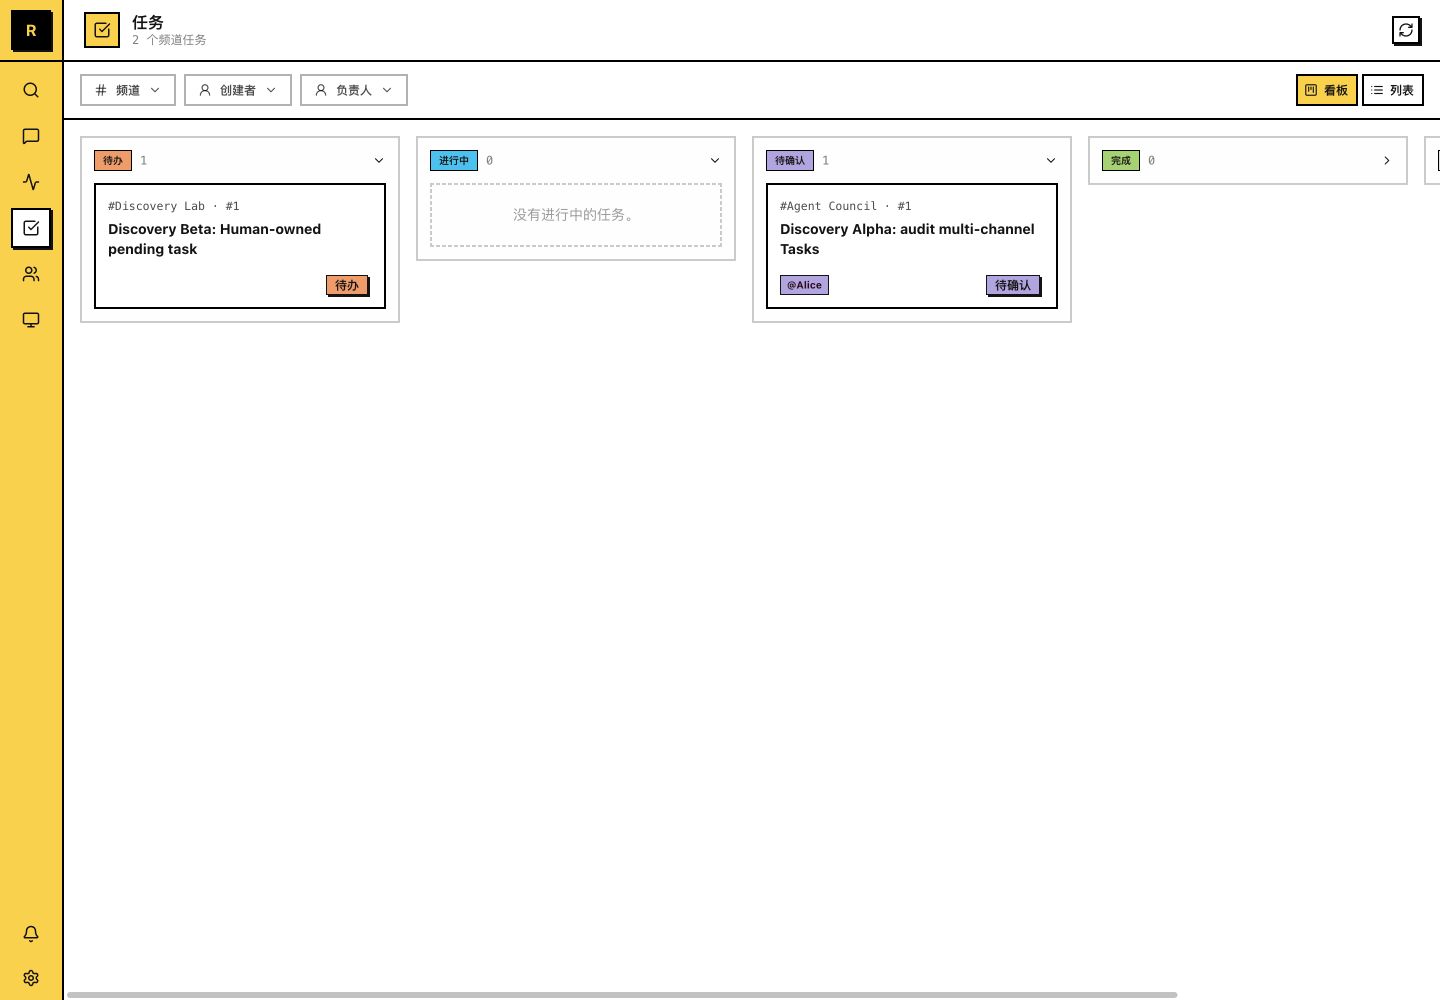 R
任务
2 个频道任务
频道
创建者
负责人
看板
列表
待办 1
#Discovery Lab · #1
Discovery Beta: Human-owned
pending task
待办
进行中 0
没有进行中的任务。
待确认 1
#Agent Council · #1
Discovery Alpha: audit multi-channel
Tasks
@Alice
待确认
完成 0